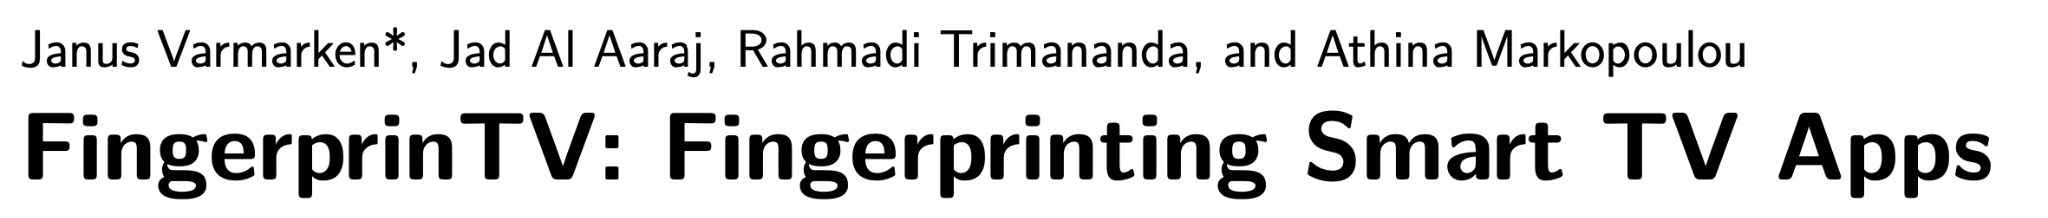 Janus Varmarken*, Jad Al Aaraj, Rahmadi Trimananda, and Athina Markopoulou
FingerprinTV: Fingerprinting Smart TV Apps